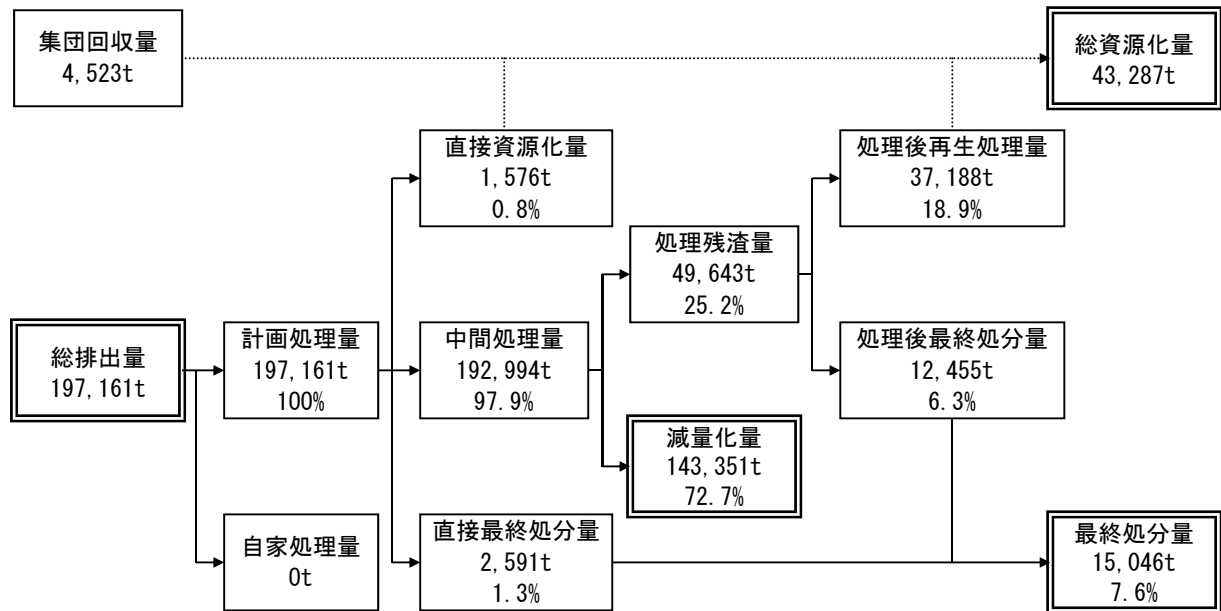 集団回収量
4,523t
総資源化量
43,287t
直接資源化量
1,576t
0.8%
処理後再生処理量
37,188t
18.9%
処理残渣量
49,643t
25.2%
総排出量
197,161t
計画処理量
197,161t
100%
中間処理量
192,994t
97.9%
処理後最終処分量
12,455t
6.3%
減量化量
143,351t
72.7%
自家処理量
0t
直接最終処分量
2,591t
1.3%
最終処分量
15,046t
7.6%